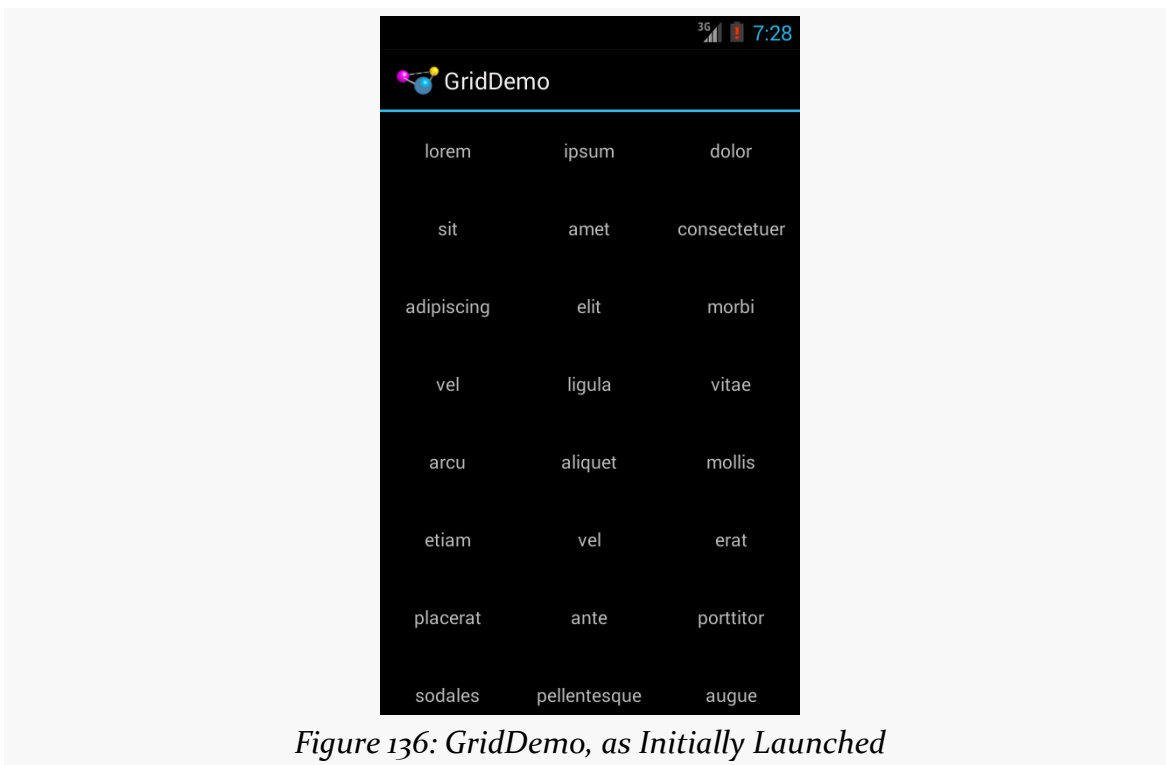 3G 7:28
GridDemo
lorem ipsum dolor
sit amet consectetuer
adipiscing elit morbi
vel ligula vitae
arcu aliquet mollis
etiam vel erat
placerat ante porttitor
sodales pellentesque augue
Figure 136: GridDemo, as Initially Launched